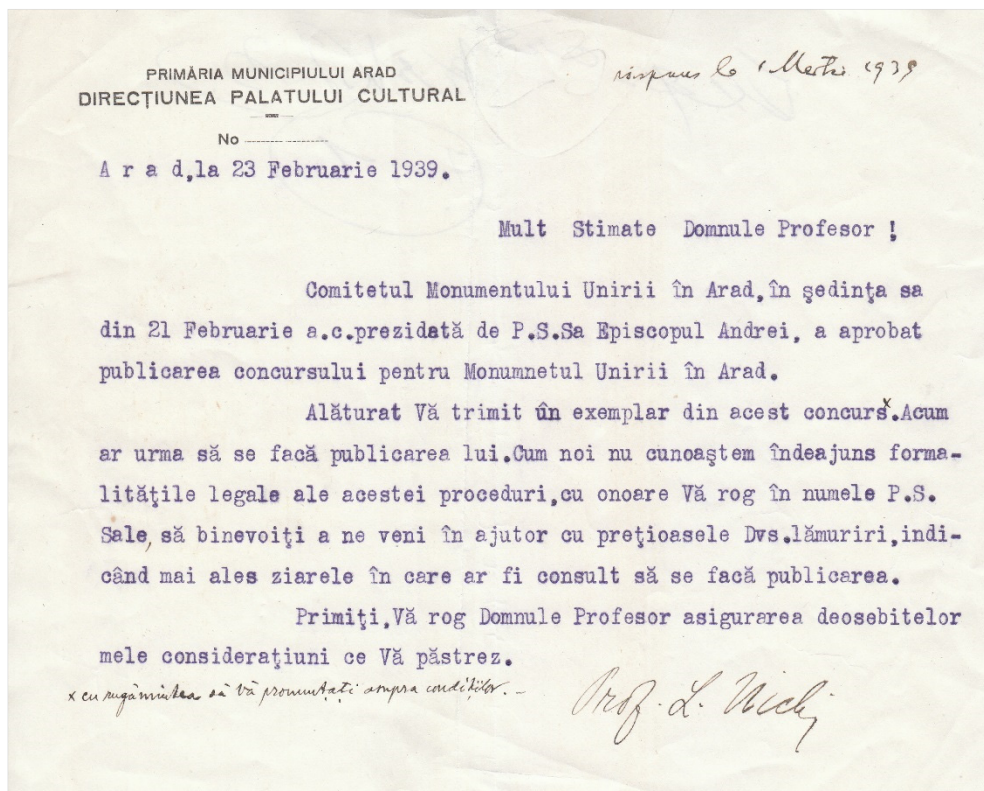 PRIMĂRIA MUNICIPIULUI ARAD
DIRECȚIUNEA PALATULUI CULTURAL
No
răspuns la 1 Martie 1939
A r a d,la 23 Februarie 1939.
Mult Stimate Domnule Profesor !
Comitetul Monumentului Unirii în Arad,în şedinţa sa
din 21 Februarie a.c.prezidată de P.S.Sa Episcopul Andrei, a aprobat
publicarea concursului pentru Monumnetul Unirii în Arad.
Alăturat Vă trimit ûn exemplar din acest concurs x.Acum
ar urma să se facă publicarea lui.Cum noi nu cunoaştem îndeajuns forma-
lităţile legale ale acestei proceduri,cu onoare Vă rog în numele P.S.
Sale, să binevoiţi a ne veni în ajutor cu preţioasele Dvs.lămuriri,indi-
când mai ales ziarele în care ar fi consult să se facă publicarea.
Primiţi,Vă rog Domnule Profesor asigurarea deosebitelor
mele consideraţiuni ce Vă păstrez.
x cu rugămintea să Vă pronunțați asupra condițiilor. –
Prof. L. Nichi